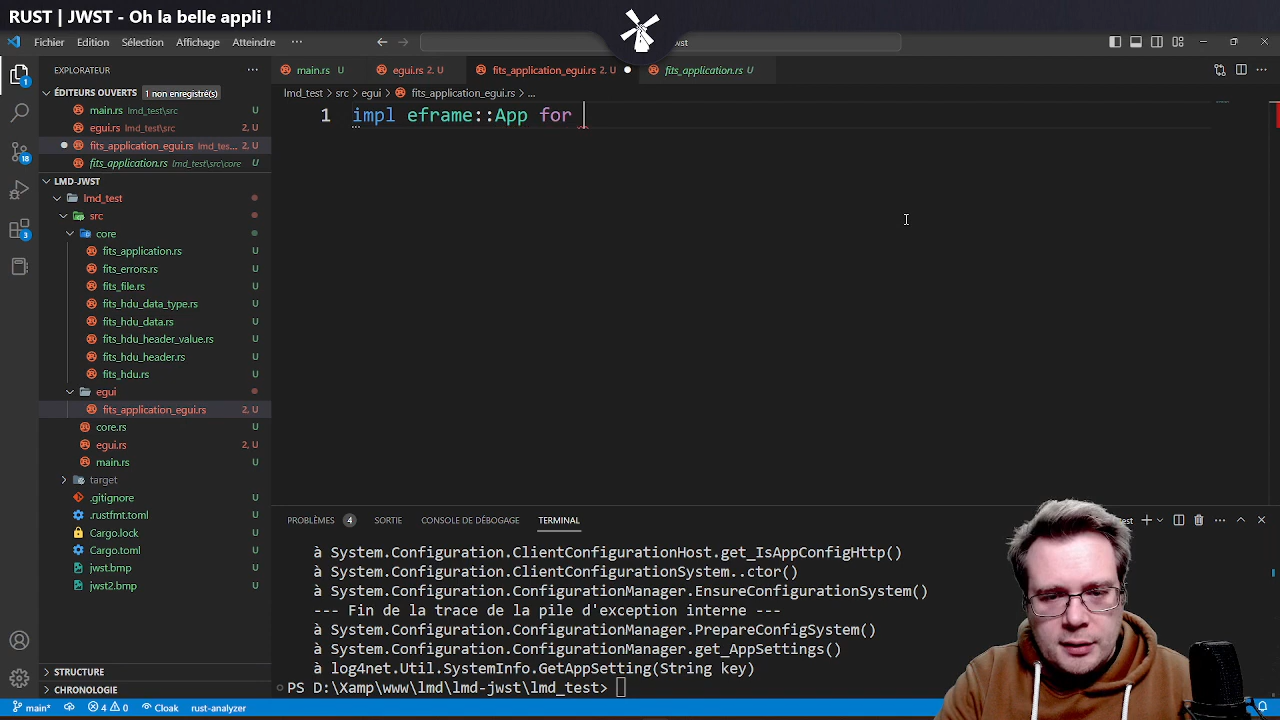 RUST | JWST - Oh la belle appli !
Fichier Edition Sélection Affichage Atteindre ··· wst
EXPLORATEUR
main.rs U
egui.rs 2, U
fits_application_egui.rs 2, U
fits_application.rs U
ÉDITEURS OUVERTS 1 non enregistré(s)
lmd_test > src > egui > fits_application_egui.rs > ...
1 impl eframe::App for
main.rs lmd_test\src U
egui.rs lmd_test\src 2, U
fits_application_egui.rs lmd_tes... 2, U
fits_application.rs lmd_test\src\core U
LMD-JWST
lmd_test
src
core
fits_application.rs U
fits_errors.rs U
fits_file.rs U
fits_hdu_data_type.rs U
fits_hdu_data.rs U
fits_hdu_header_value.rs U
fits_hdu_header.rs U
fits_hdu.rs U
egui
fits_application_egui.rs 2, U
core.rs U
egui.rs 2, U
main.rs U
target
.gitignore U
.rustfmt.toml U
Cargo.lock U
Cargo.toml U
jwst.bmp U
jwst2.bmp U
STRUCTURE
CHRONOLOGIE
1
18
3
PROBLÈMES 4 SORTIE CONSOLE DE DÉBOGAGE TERMINAL
à System.Configuration.ClientConfigurationHost.get_IsAppConfigHttp()
à System.Configuration.ClientConfigurationSystem..ctor()
à System.Configuration.ConfigurationManager.EnsureConfigurationSystem()
--- Fin de la trace de la pile d'exception interne ---
à System.Configuration.ConfigurationManager.PrepareConfigSystem()
à System.Configuration.ConfigurationManager.get_AppSettings()
à log4net.Util.SystemInfo.GetAppSetting(String key)
PS D:\Xamp\www\lmd\lmd-jwst\lmd_test>
main* 4 0 Cloak rust-analyzer